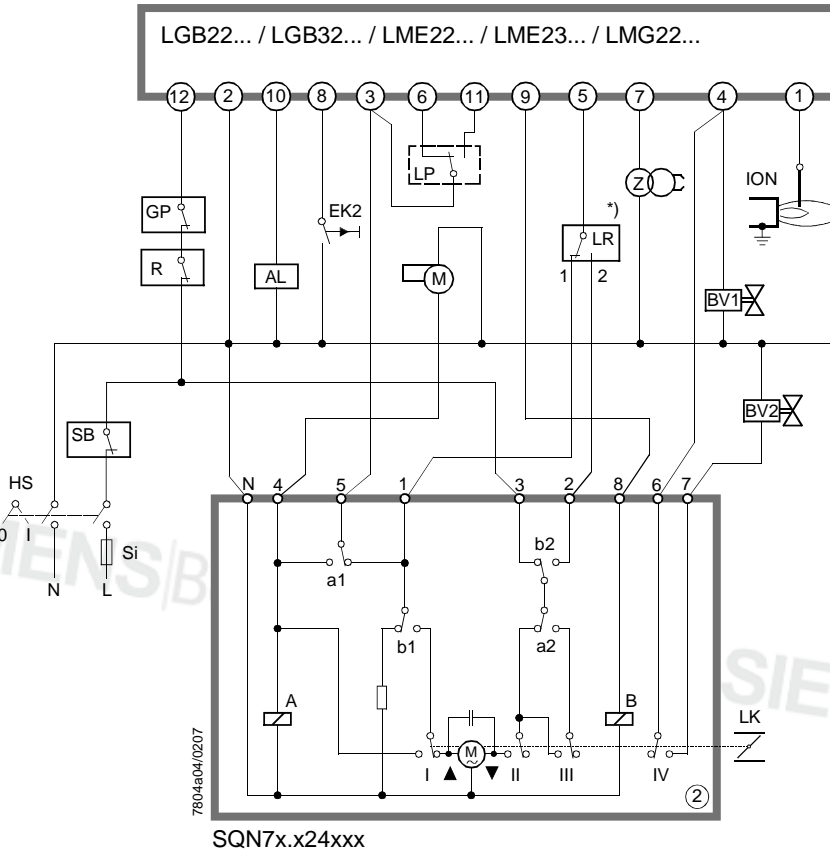 LGB22... / LGB32... / LME22... / LME23... / LMG22...
12 2 10 8 3 6 11 9 5 7 4 1
LP
Z
ION
GP
EK2
*)
LR
R
AL
M
1 2
BV1
BV2
SB
HS
0 I
Si
N L
N 4 5 1 3 2 8 6 7
a1
b2
b1
a2
A
B
LK
M
~
I II III IV
2
7804a04/0207
SQN7x.x24xxx
MENS B
SIE